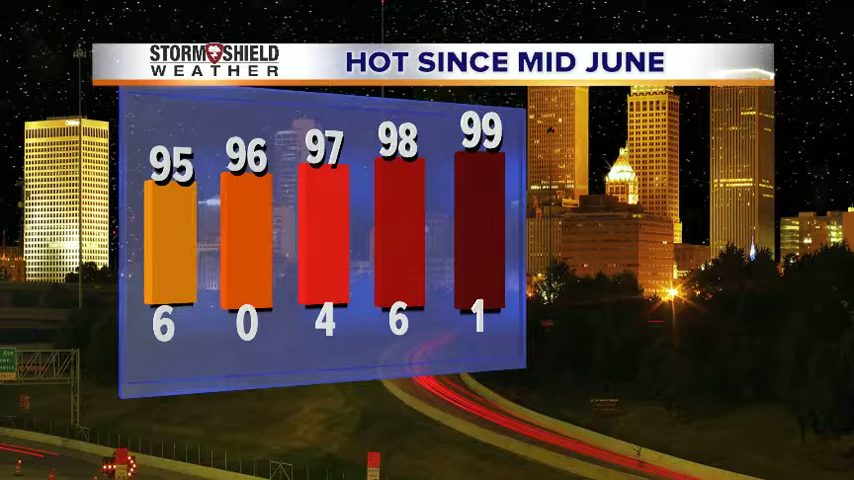 STORM SHIELD
WEATHER
HOT SINCE MID JUNE
95 96 97 98 99
6 0 4 6 1